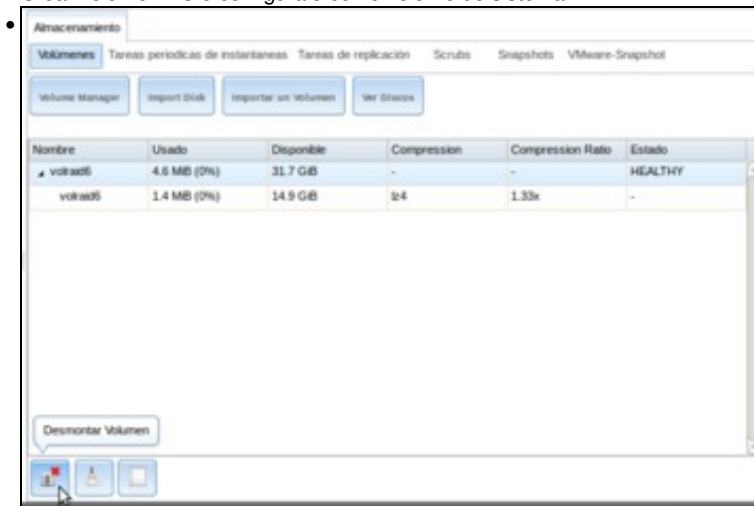 Almacenamiento
Volúmenes Tareas periodicas de instantaneas Tareas de replicación Scrubs Snapshots VMware-Snapshot
Volume Manager Import Disk Importar un Volumen Ver Discos
Nombre Usado Disponible Compression Compression Ratio Estado
volraid6 4.6 MiB (0%) 31.7 GiB - - HEALTHY
volraid6 1.4 MiB (0%) 14.9 GiB lz4 1.33x -
Desmontar Volumen